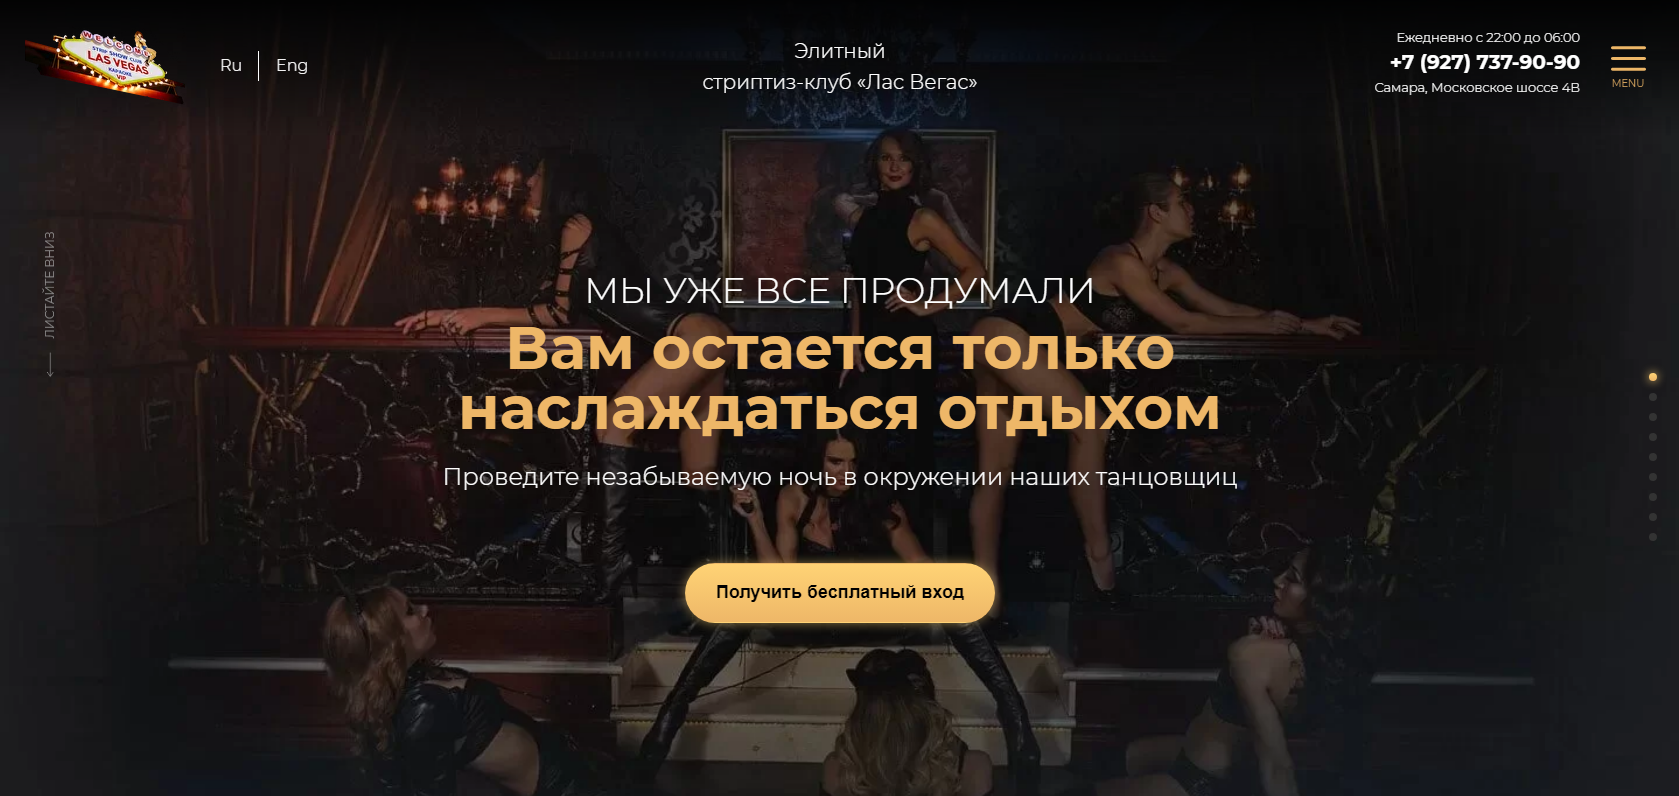 WELCOME
STRIP SHOW CLUB
LAS VEGAS
КАРАОКЕ
VIP
Ru
Eng
Элитный
стриптиз-клуб «Лас Вегас»
Ежедневно с 22:00 до 06:00
+7 (927) 737-90-90
Самара, Московское шоссе 4В
MENU
ЛИСТАЙТЕ ВНИЗ
МЫ УЖЕ ВСЕ ПРОДУМАЛИ
Вам остается только
наслаждаться отдыхом
Проведите незабываемую ночь в окружении наших танцовщиц
Получить бесплатный вход